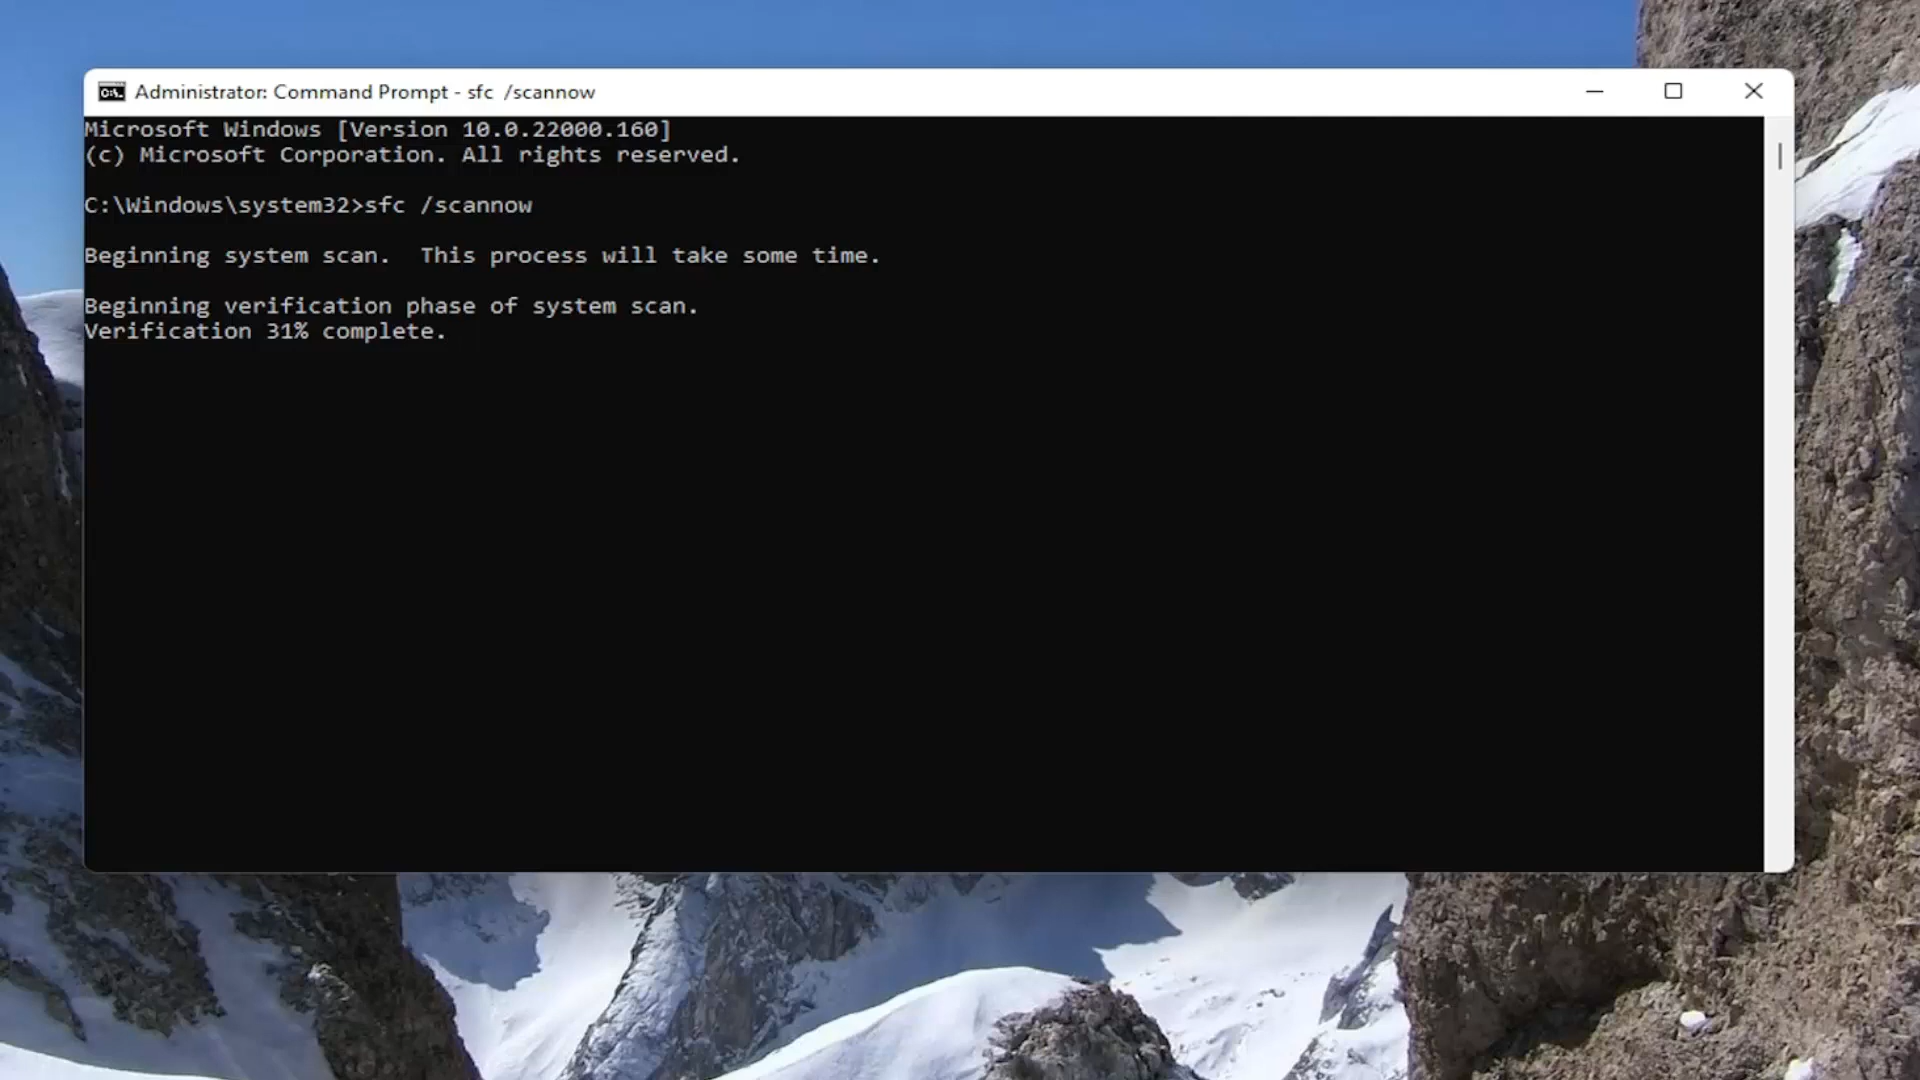 Administrator: Command Prompt - sfc  /scannow
Microsoft Windows [Version 10.0.22000.160]
(c) Microsoft Corporation. All rights reserved.
C:\Windows\system32>sfc /scannow
Beginning system scan.  This process will take some time.
Beginning verification phase of system scan.
Verification 31% complete.